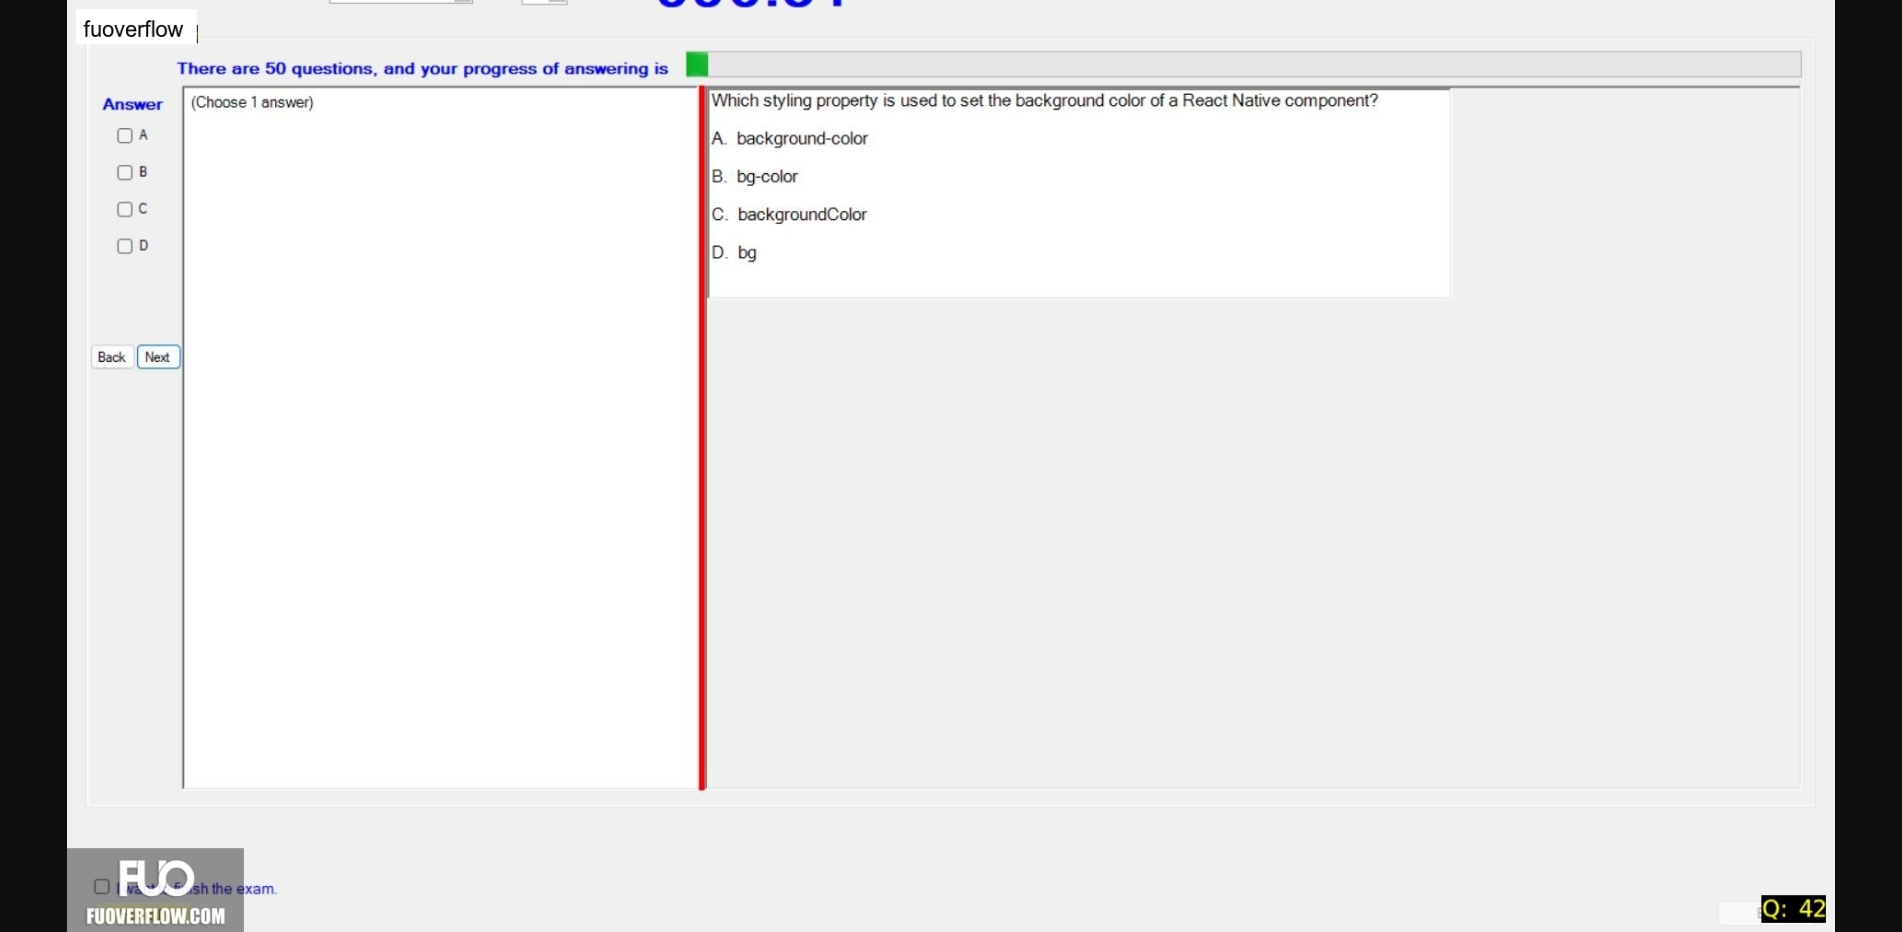 fuoverflow
There are 50 questions, and your progress of answering is
Answer
(Choose 1 answer)
A
B
C
D
Back
Next
Which styling property is used to set the background color of a React Native component?
A. background-color
B. bg-color
C. backgroundColor
D. bg
FUO
sh the exam.
FUOVERFLOW.COM
Q: 42